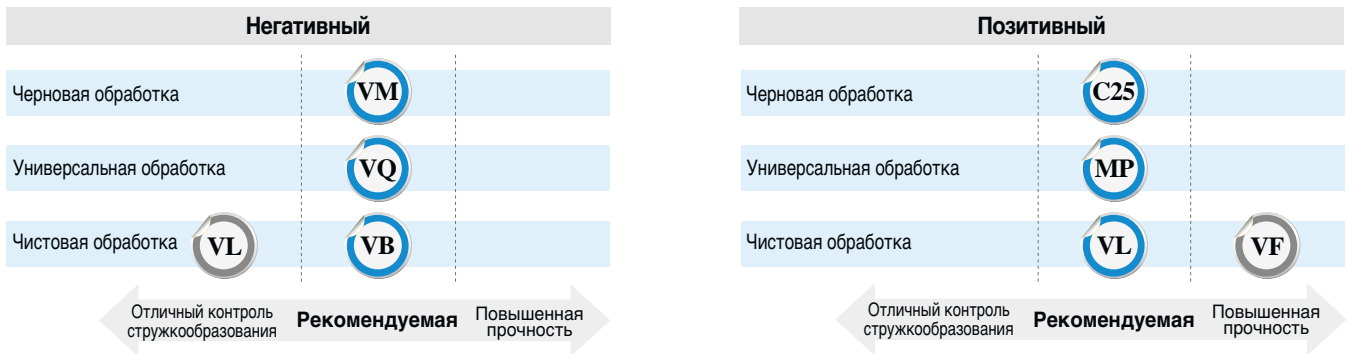 Негативный
Черновая обработка
VM
Универсальная обработка
VQ
Чистовая обработка
VL
VB
Отличный контроль
стружкообразования
Рекомендуемая
Повышенная
прочность
Позитивный
Черновая обработка
C25
Универсальная обработка
MP
Чистовая обработка
VL
VF
Отличный контроль
стружкообразования
Рекомендуемая
Повышенная
прочность